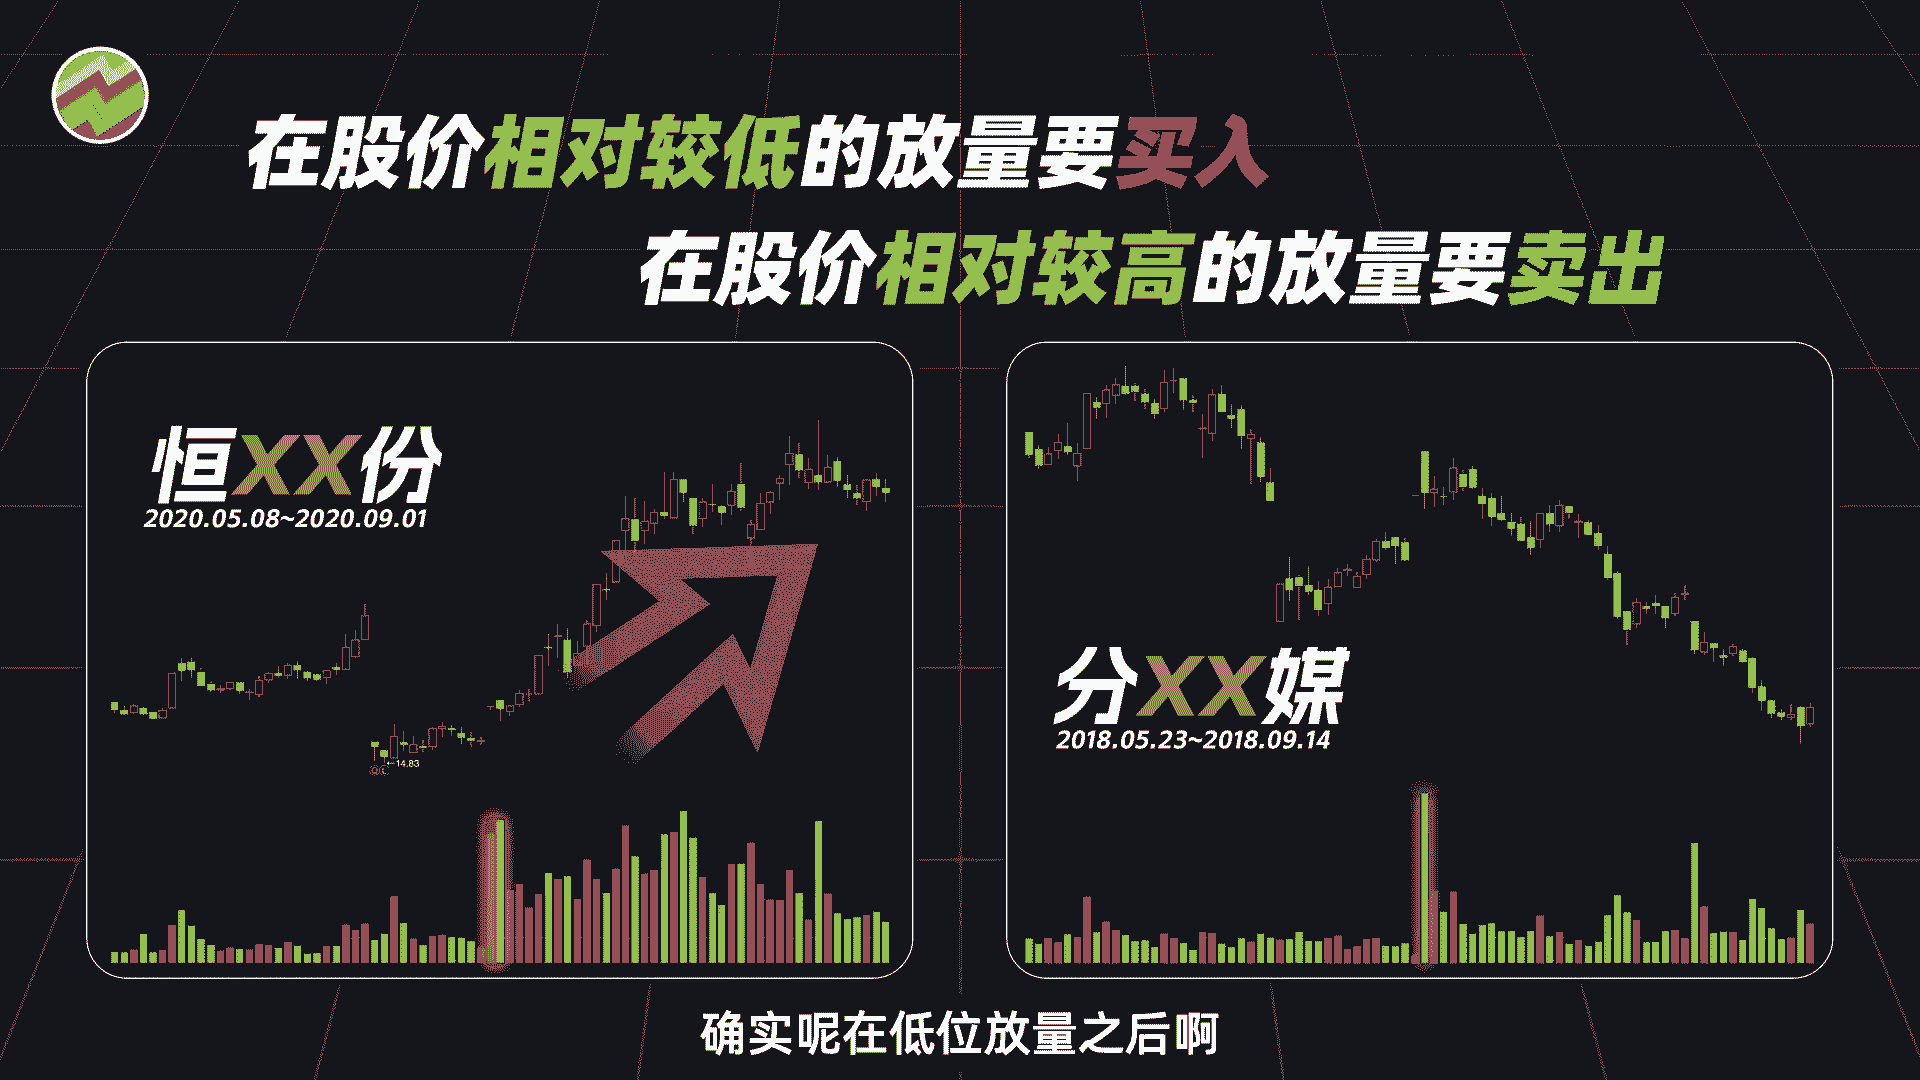 在股价相对较低的放量要买入
在股价相对较高的放量要卖出
恒XX份
2020.05.08~2020.09.01
←14.83
分XX媒
2018.05.23~2018.09.14
确实呢在低位放量之后啊